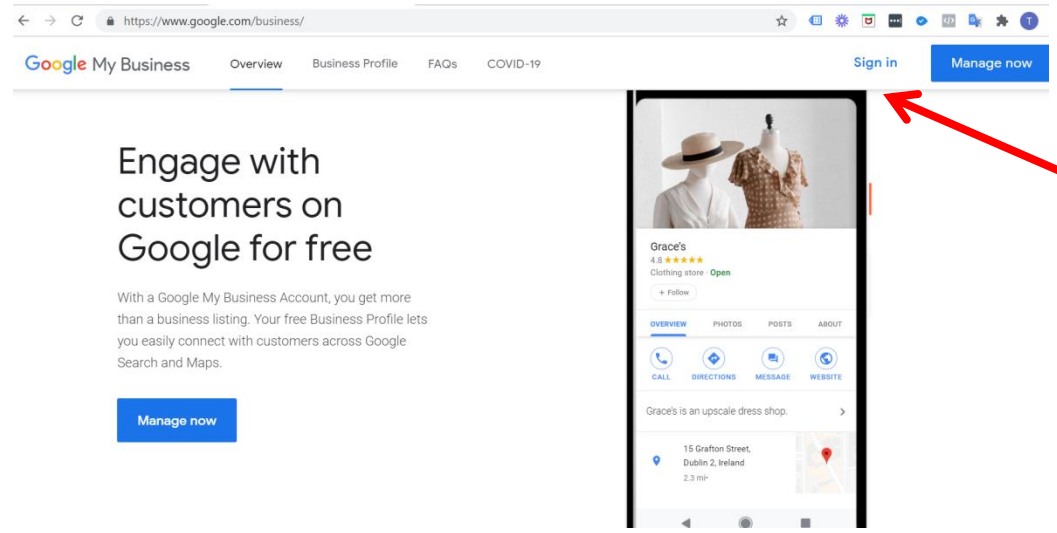 https://www.google.com/business/
T
Google My Business
Overview
Business Profile
FAQs
COVID-19
Sign in
Manage now
Engage with
customers on
Google for free
With a Google My Business Account, you get more
than a business listing. Your free Business Profile lets
you easily connect with customers across Google
Search and Maps.
Manage now
Grace's
4.8 ★★★★★
Clothing store · Open
+ Follow
OVERVIEW PHOTOS POSTS ABOUT
CALL DIRECTIONS MESSAGE WEBSITE
Grace's is an upscale dress shop.
15 Grafton Street,
Dublin 2, Ireland
2.3 mi·